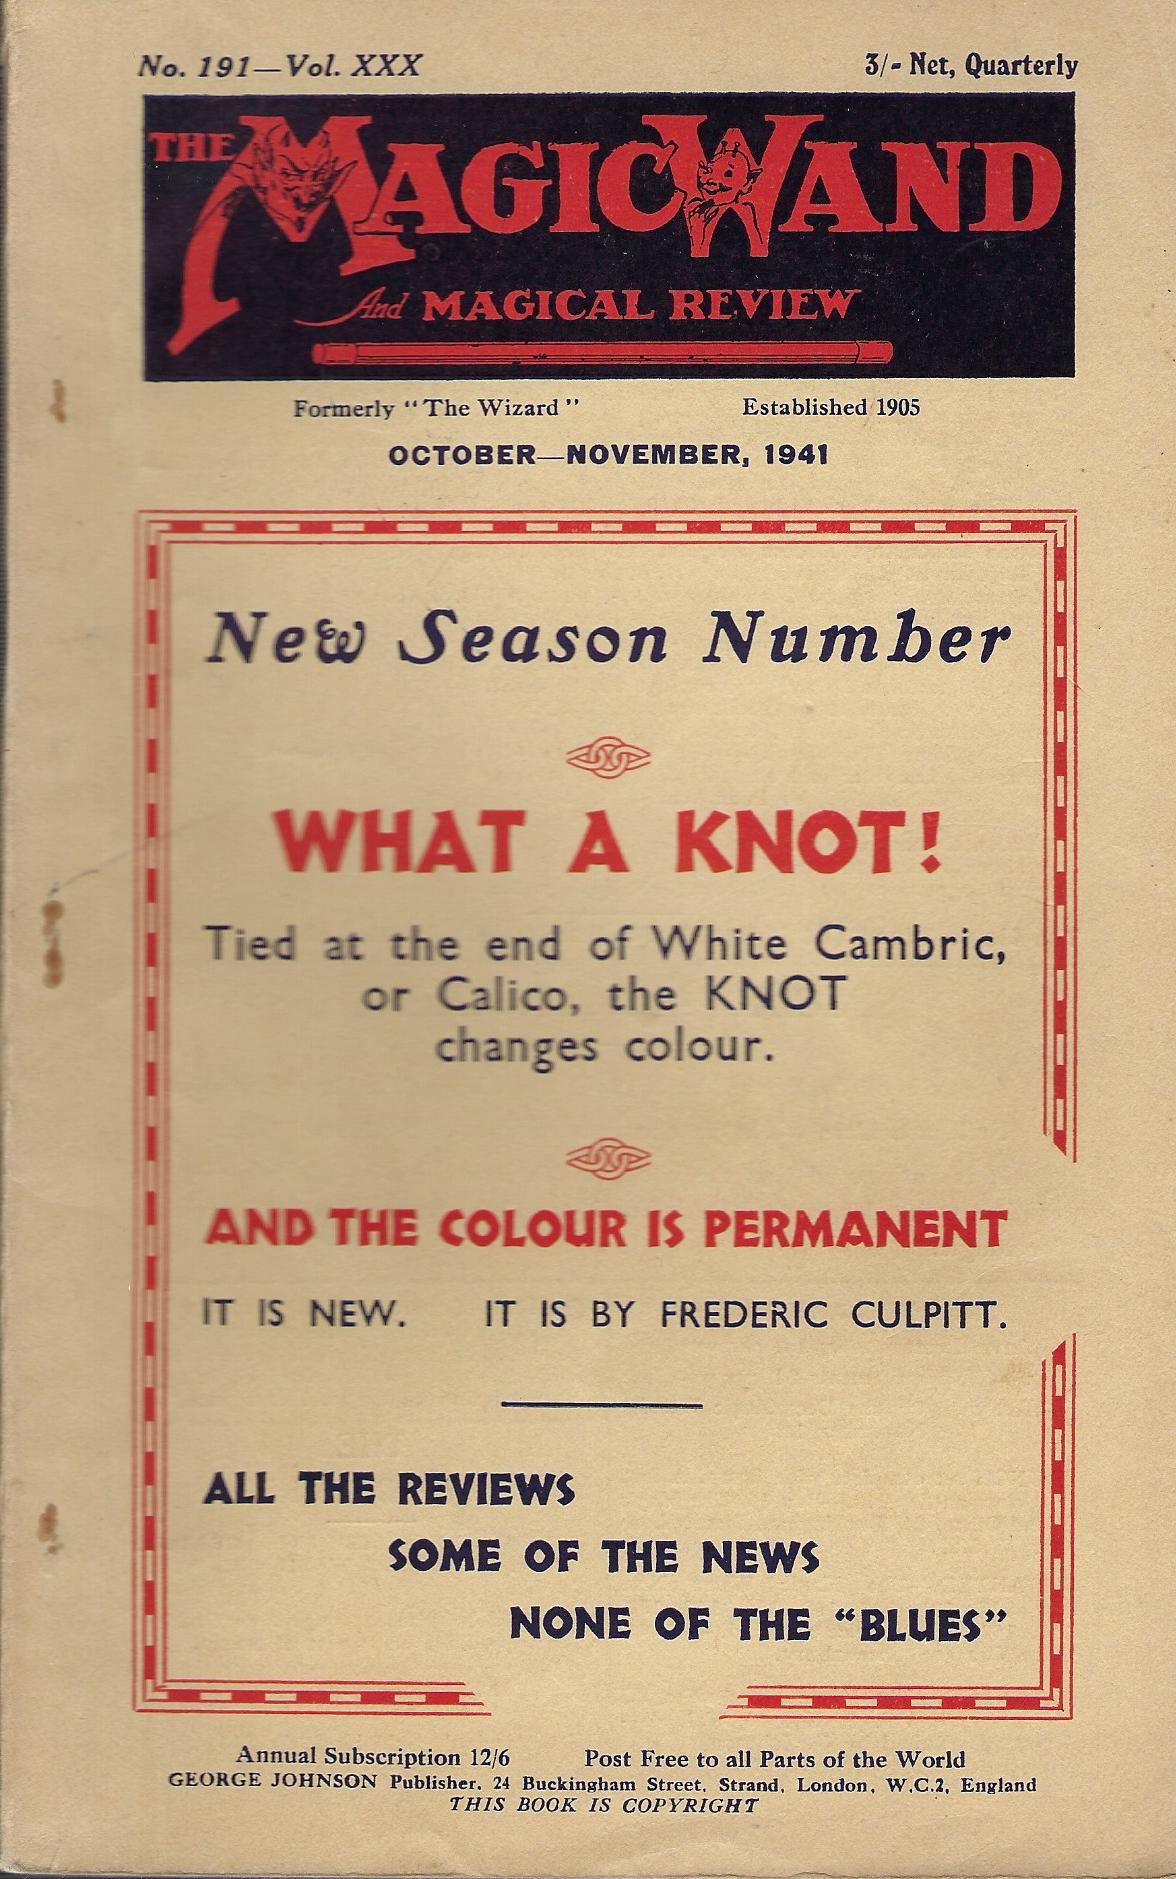 No. 191—Vol. XXX 3/- Net, Quarterly
THE MAGIC WAND
And MAGICAL REVIEW
Formerly "The Wizard" Established 1905
OCTOBER—NOVEMBER, 1941
New Season Number
WHAT A KNOT!
Tied at the end of White Cambric,
or Calico, the KNOT
changes colour.
AND THE COLOUR IS PERMANENT
IT IS NEW. IT IS BY FREDERIC CULPITT.
ALL THE REVIEWS
SOME OF THE NEWS
NONE OF THE "BLUES"
Annual Subscription 12/6 Post Free to all Parts of the World
GEORGE JOHNSON Publisher, 24 Buckingham Street, Strand, London, W.C.2, England
THIS BOOK IS COPYRIGHT